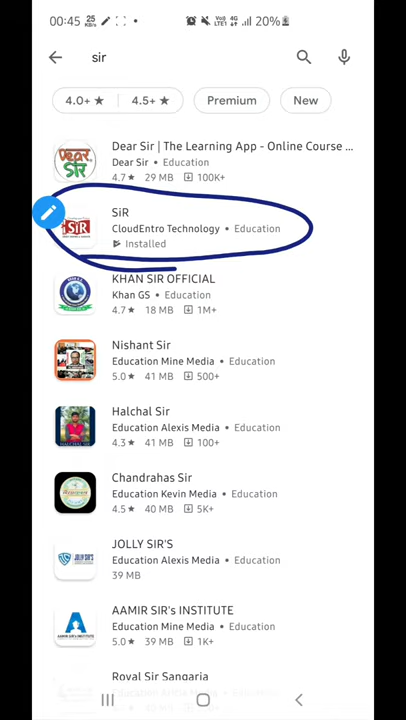 00:45 25 KB/s Vo0 LTE1 4G 20%
sir
4.0+ ★ 4.5+ ★ Premium New
Dear Sir | The Learning App - Online Course ...
Dear Sir • Education
4.7 ★ 29 MB 100K+
SiR
CloudEntro Technology • Education
Installed
KHAN SIR OFFICIAL
Khan GS • Education
4.7 ★ 18 MB 1M+
Nishant Sir
Education Mine Media • Education
5.0 ★ 41 MB 500+
Halchal Sir
Education Alexis Media • Education
4.3 ★ 41 MB 100+
Chandrahas Sir
Education Kevin Media • Education
4.5 ★ 40 MB 5K+
JOLLY SIR'S
Education Alexis Media • Education
39 MB
AAMIR SIR's INSTITUTE
Education Mine Media • Education
5.0 ★ 39 MB 1K+
Royal Sir Sangaria